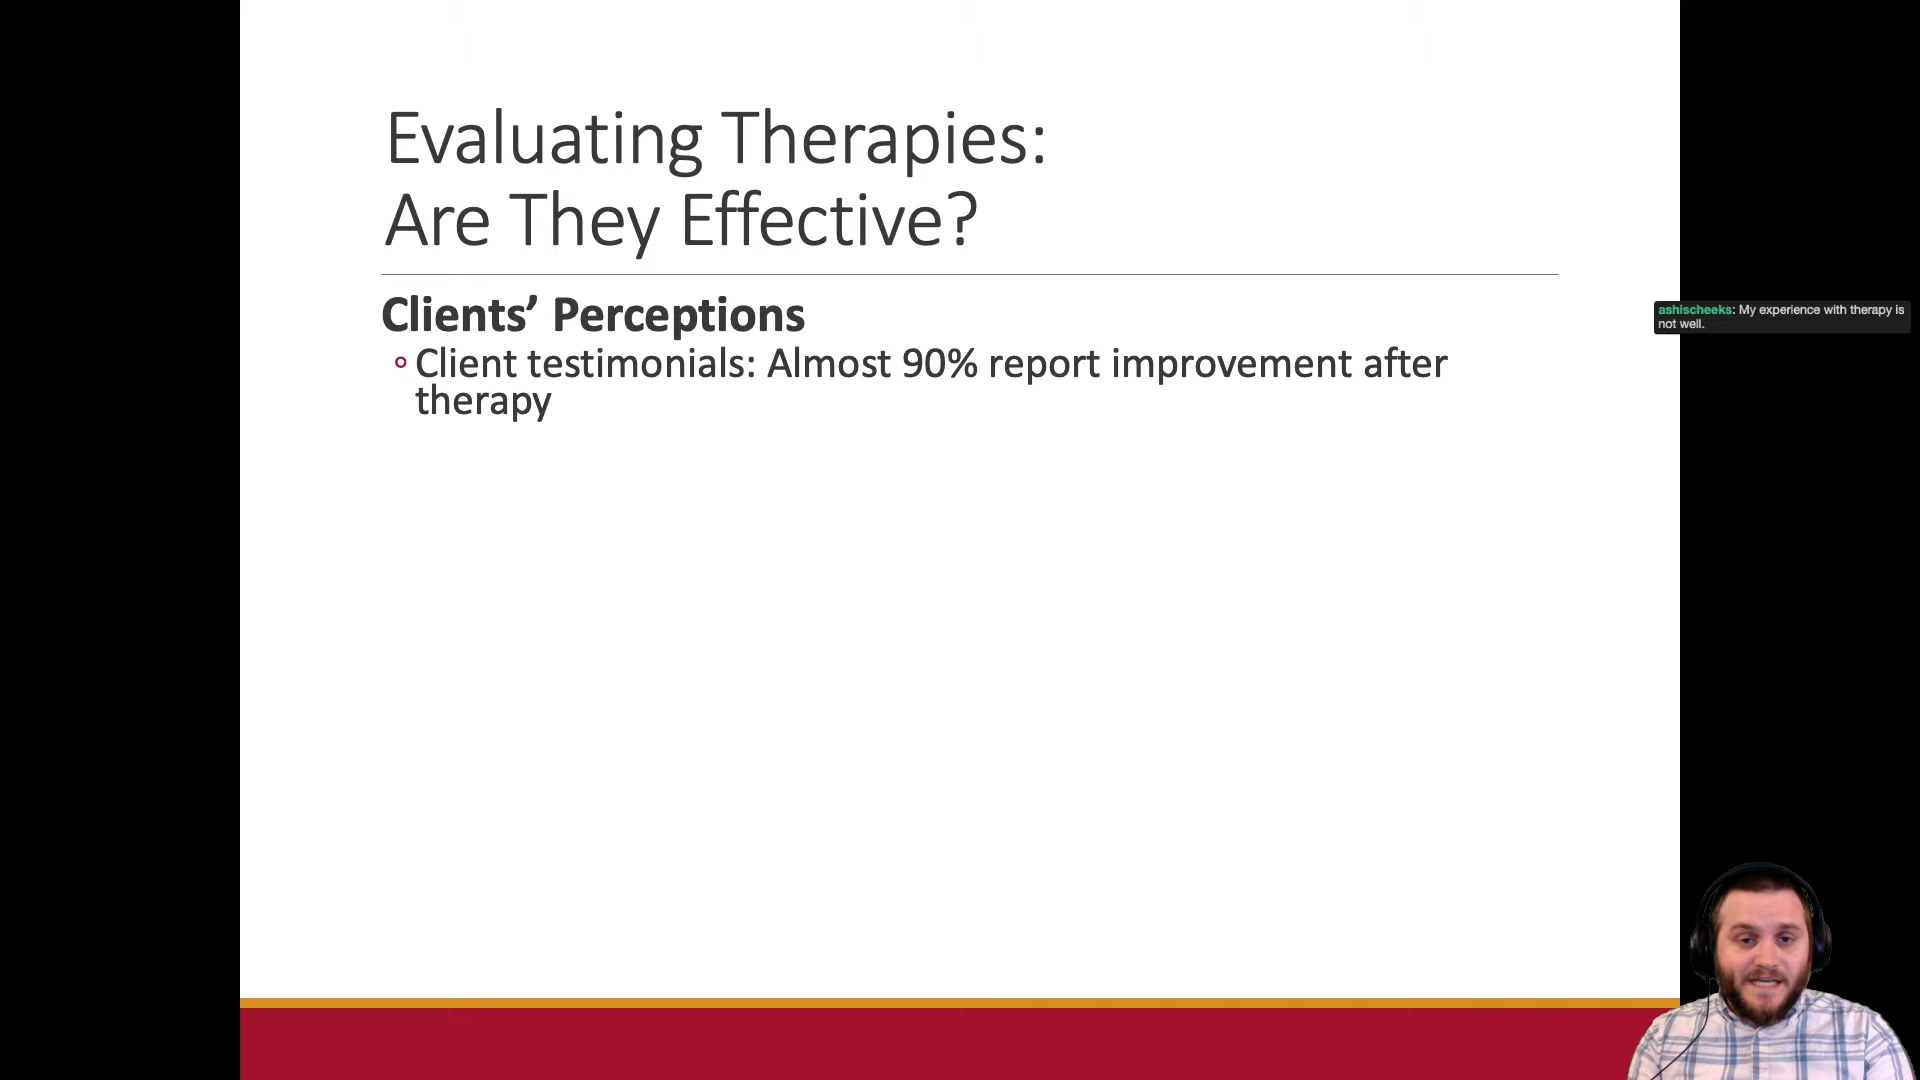 Evaluating Therapies:
Are They Effective?
Clients’ Perceptions
Client testimonials: Almost 90% report improvement after
therapy
ashischeeks: My experience with therapy is
not well.